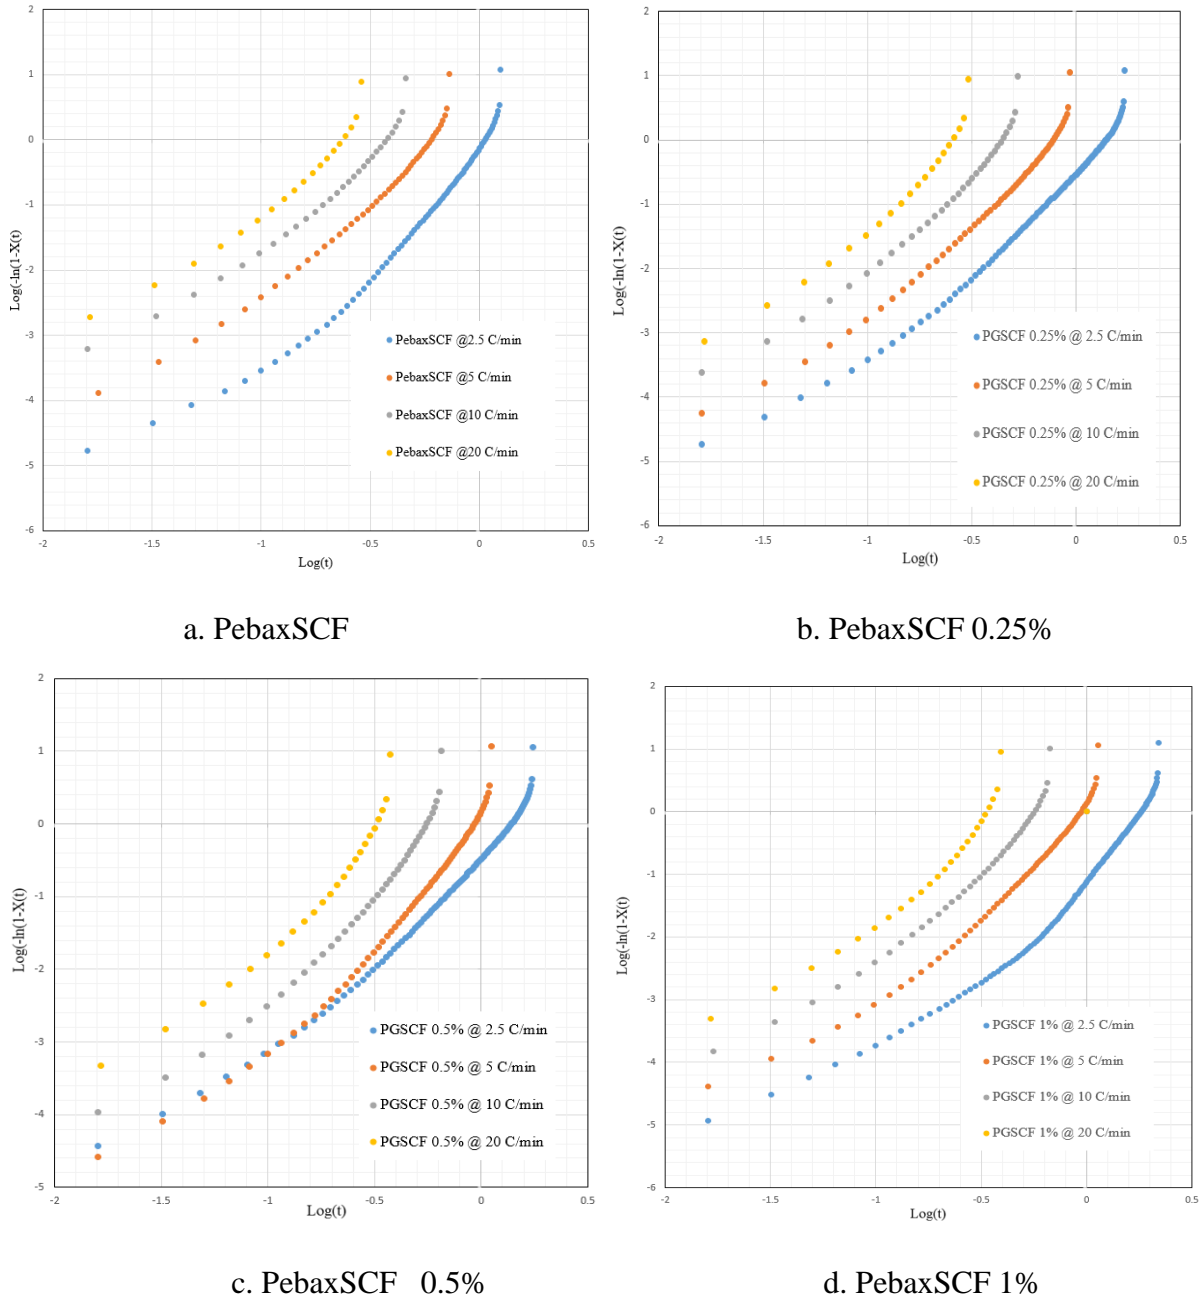 2
1
0
-1
-2
-3
-4
-5
-6
-2
-1.5
-1
-0.5
0
0.5
Log(-ln(1-X(t)
Log(t)
PebaxSCF @2.5 C/min
PebaxSCF @5 C/min
PebaxSCF @10 C/min
PebaxSCF @20 C/min
a. PebaxSCF
2
1
0
-1
-2
-3
-4
-5
-6
-2
-1.5
-1
-0.5
0
0.5
Log(-ln(1-X(t)
Log(t)
PGSCF 0.25% @ 2.5 C/min
PGSCF 0.25% @ 5 C/min
PGSCF 0.25% @ 10 C/min
PGSCF 0.25% @ 20 C/min
b. PebaxSCF 0.25%
2
1
0
-1
-2
-3
-4
-5
-2
-1.5
-1
-0.5
0
0.5
Log(-ln(1-X(t)
Log(t)
PGSCF 0.5% @ 2.5 C/min
PGSCF 0.5% @ 5 C/min
PGSCF 0.5% @ 10 C/min
PGSCF 0.5% @ 20 C/min
c. PebaxSCF 0.5%
2
1
0
-1
-2
-3
-4
-5
-6
-2
-1.5
-1
-0.5
0
0.5
Log(-ln(1-X(t)
Log(t)
PGSCF 1% @ 2.5 C/min
PGSCF 1% @ 5 C/min
PGSCF 1% @ 10 C/min
PGSCF 1% @ 20 C/min
d. PebaxSCF 1%